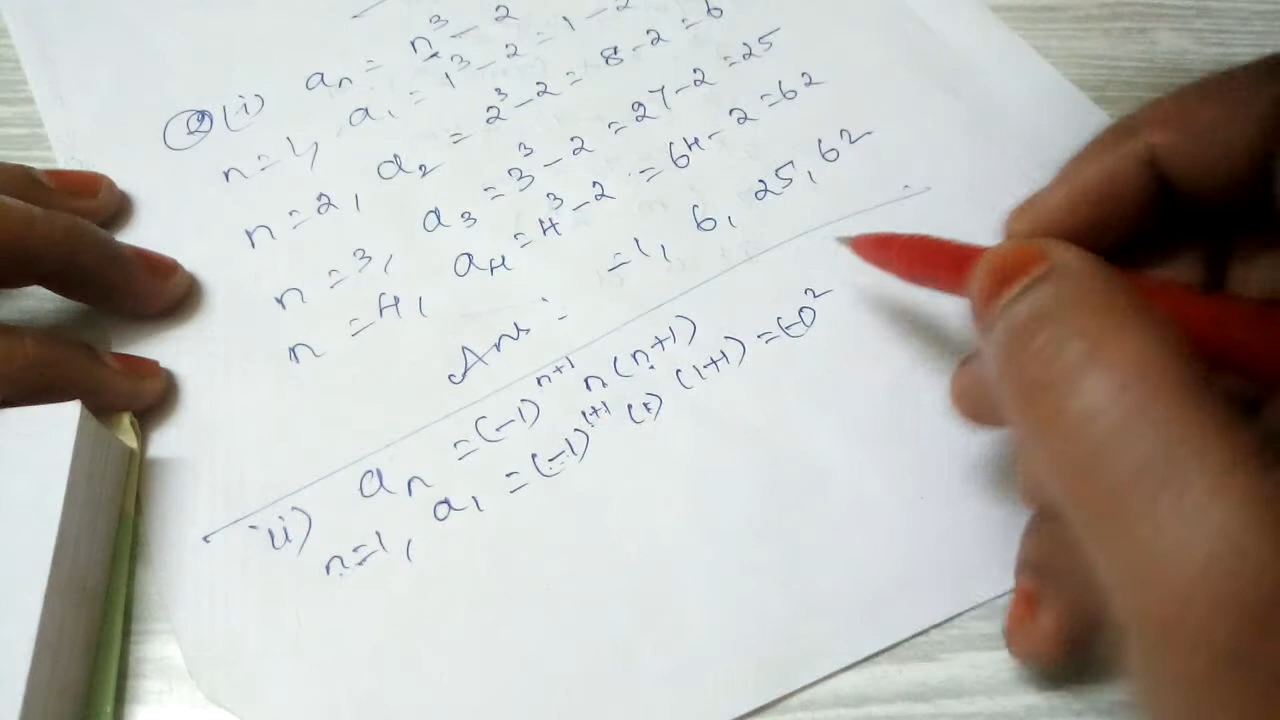 ② (i) aₙ = n³ - 2
n = 1, a₁ = 1³ - 2 = 1 - 2
n = 2, a₂ = 2³ - 2 = 8 - 2 = 6
n = 3, a₃ = 3³ - 2 = 27 - 2 = 25
n = 4, a₄ = 4³ - 2 = 64 - 2 = 62
Ans : = 1, 6, 25, 62
ii) aₙ = (-1)ⁿ⁺¹ n(n+1)
n = 1, a₁ = (-1)¹⁺¹ (1) (1+1) = (-1)²